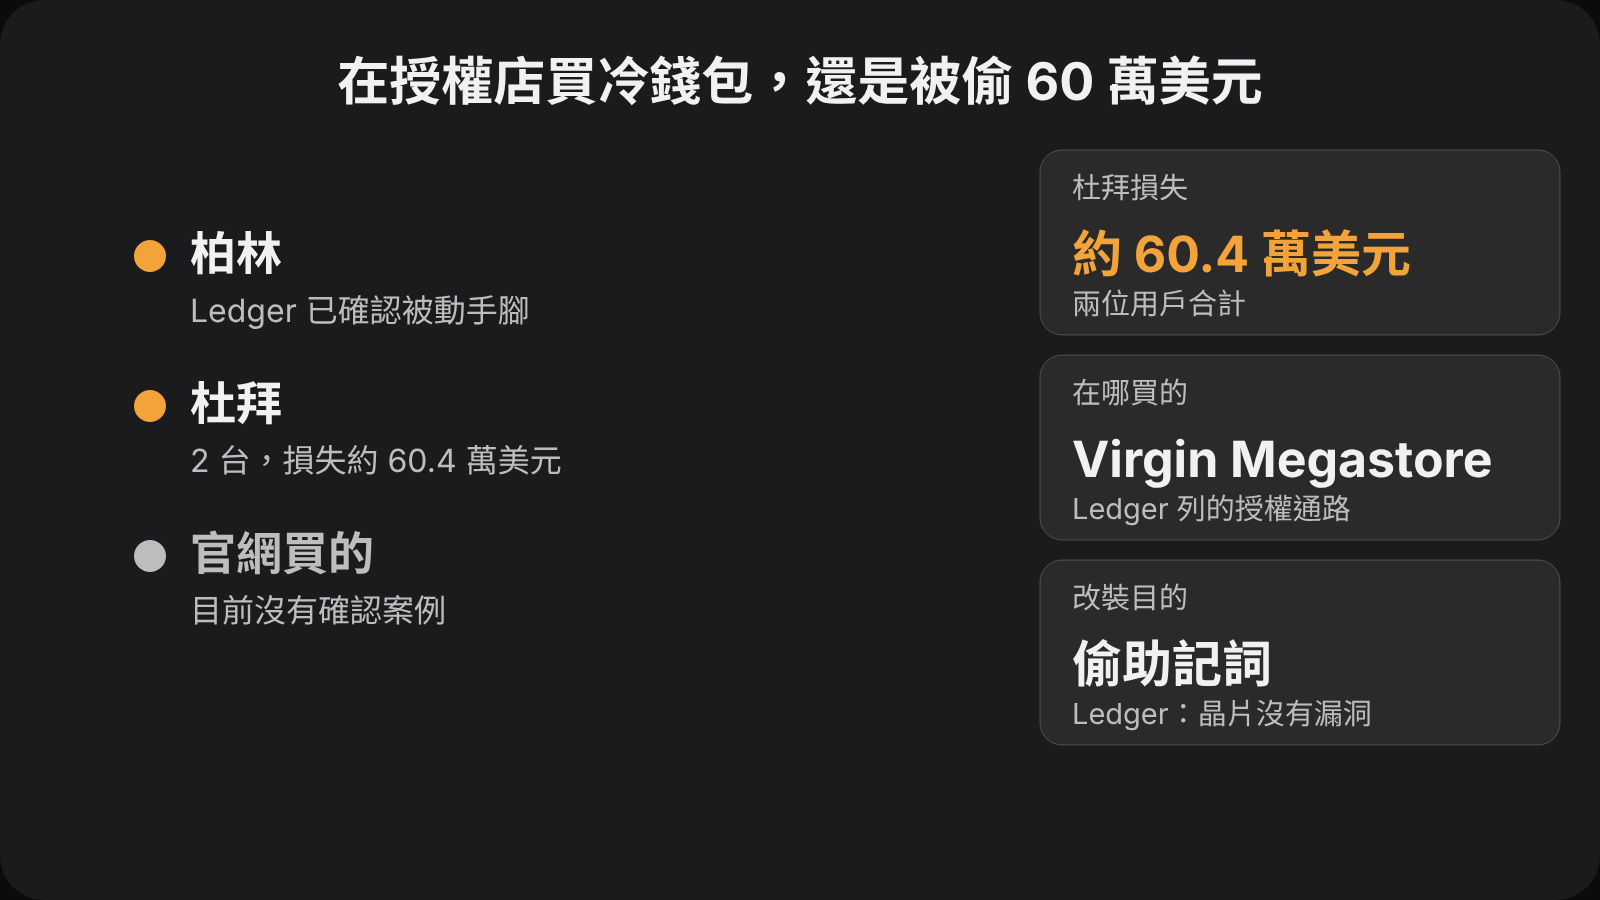 在授權店買冷錢包，還是被偷 60 萬美元
柏林
Ledger 已確認被動手腳
杜拜
2 台，損失約 60.4 萬美元
官網買的
目前沒有確認案例
杜拜損失
約 60.4 萬美元
兩位用戶合計
在哪買的
Virgin Megastore
Ledger 列的授權通路
改裝目的
偷助記詞
Ledger：晶片沒有漏洞